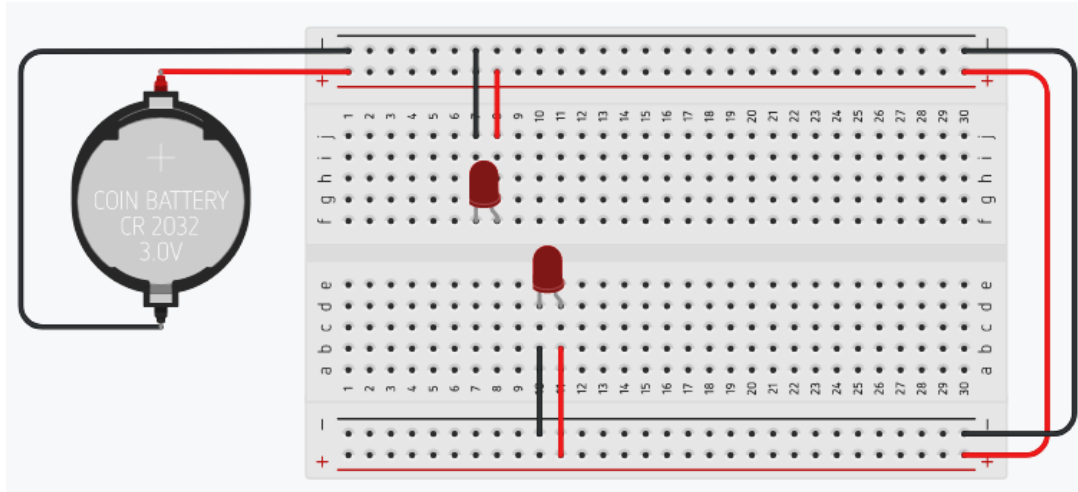 − −
+ +
1 2 3 4 5 6 7 8 9 10 11 12 13 14 15 16 17 18 19 20 21 22 23 24 25 26 27 28 29 30
j j
i i
h h
g g
f f
+
COIN BATTERY
CR 2032
3.0V
e e
d d
c c
b b
a a
1 2 3 4 5 6 7 8 9 10 11 12 13 14 15 16 17 18 19 20 21 22 23 24 25 26 27 28 29 30
− −
+ +